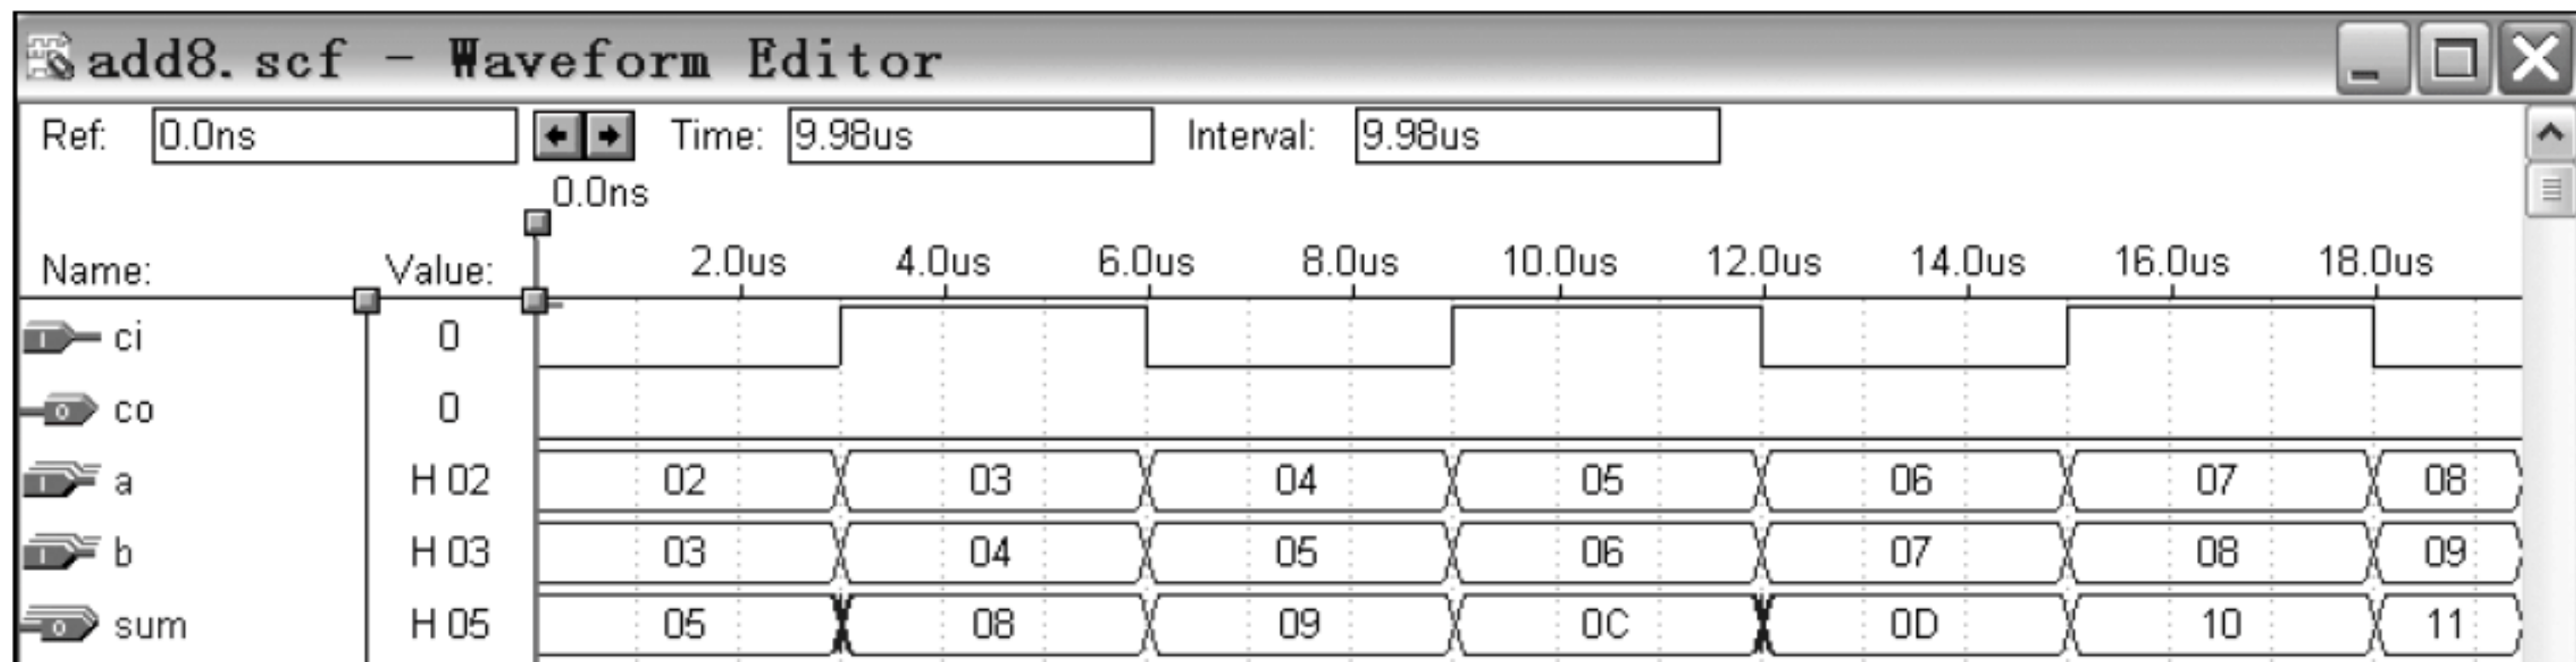 add8.scf - Waveform Editor
Ref: 0.0ns Time: 9.98us Interval: 9.98us
0.0ns
Name: Value: 2.0us 4.0us 6.0us 8.0us 10.0us 12.0us 14.0us 16.0us 18.0us
ci 0
co 0
a H 02 02 03 04 05 06 07 08
b H 03 03 04 05 06 07 08 09
sum H 05 05 08 09 0C 0D 10 11